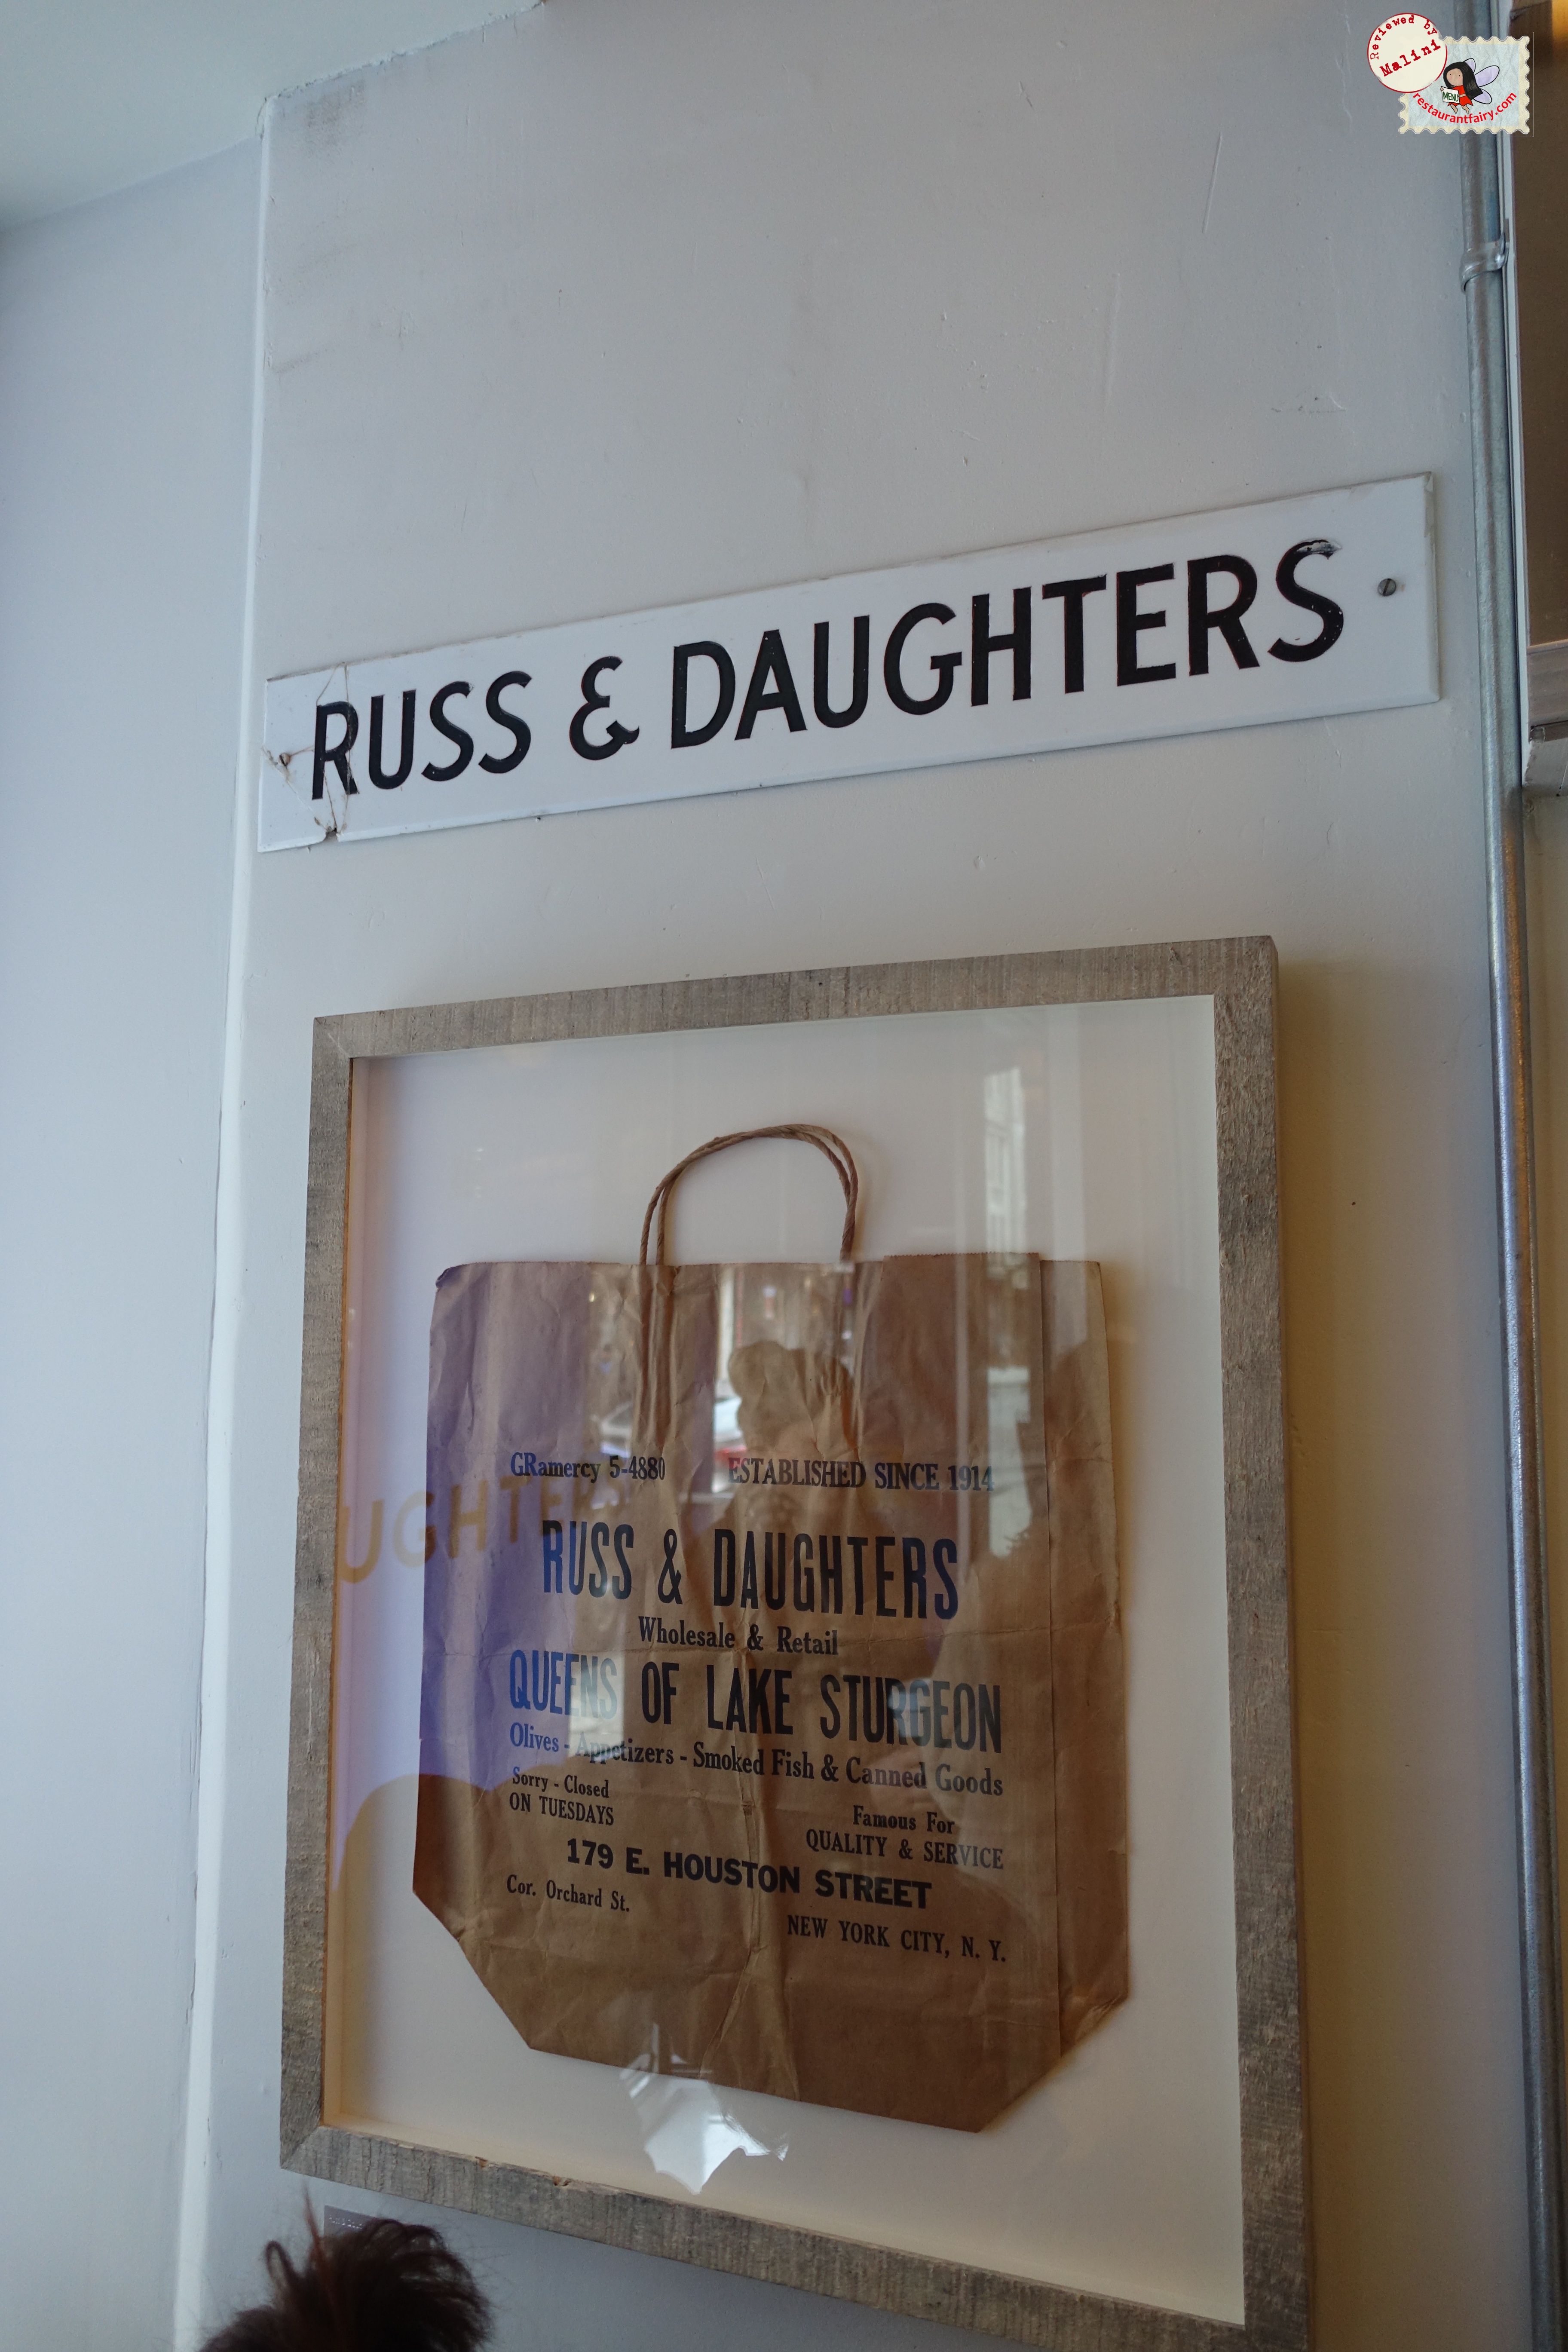 Reviewed by
Malini
MENU
restaurantfairy.com
RUSS & DAUGHTERS
GRamercy 5-4880 ESTABLISHED SINCE 1914
UGHTERS
RUSS & DAUGHTERS
Wholesale & Retail
QUEENS OF LAKE STURGEON
Olives - Appetizers - Smoked Fish & Canned Goods
Sorry - Closed
ON TUESDAYS
Famous For
QUALITY & SERVICE
179 E. HOUSTON STREET
Cor. Orchard St.
NEW YORK CITY, N. Y.